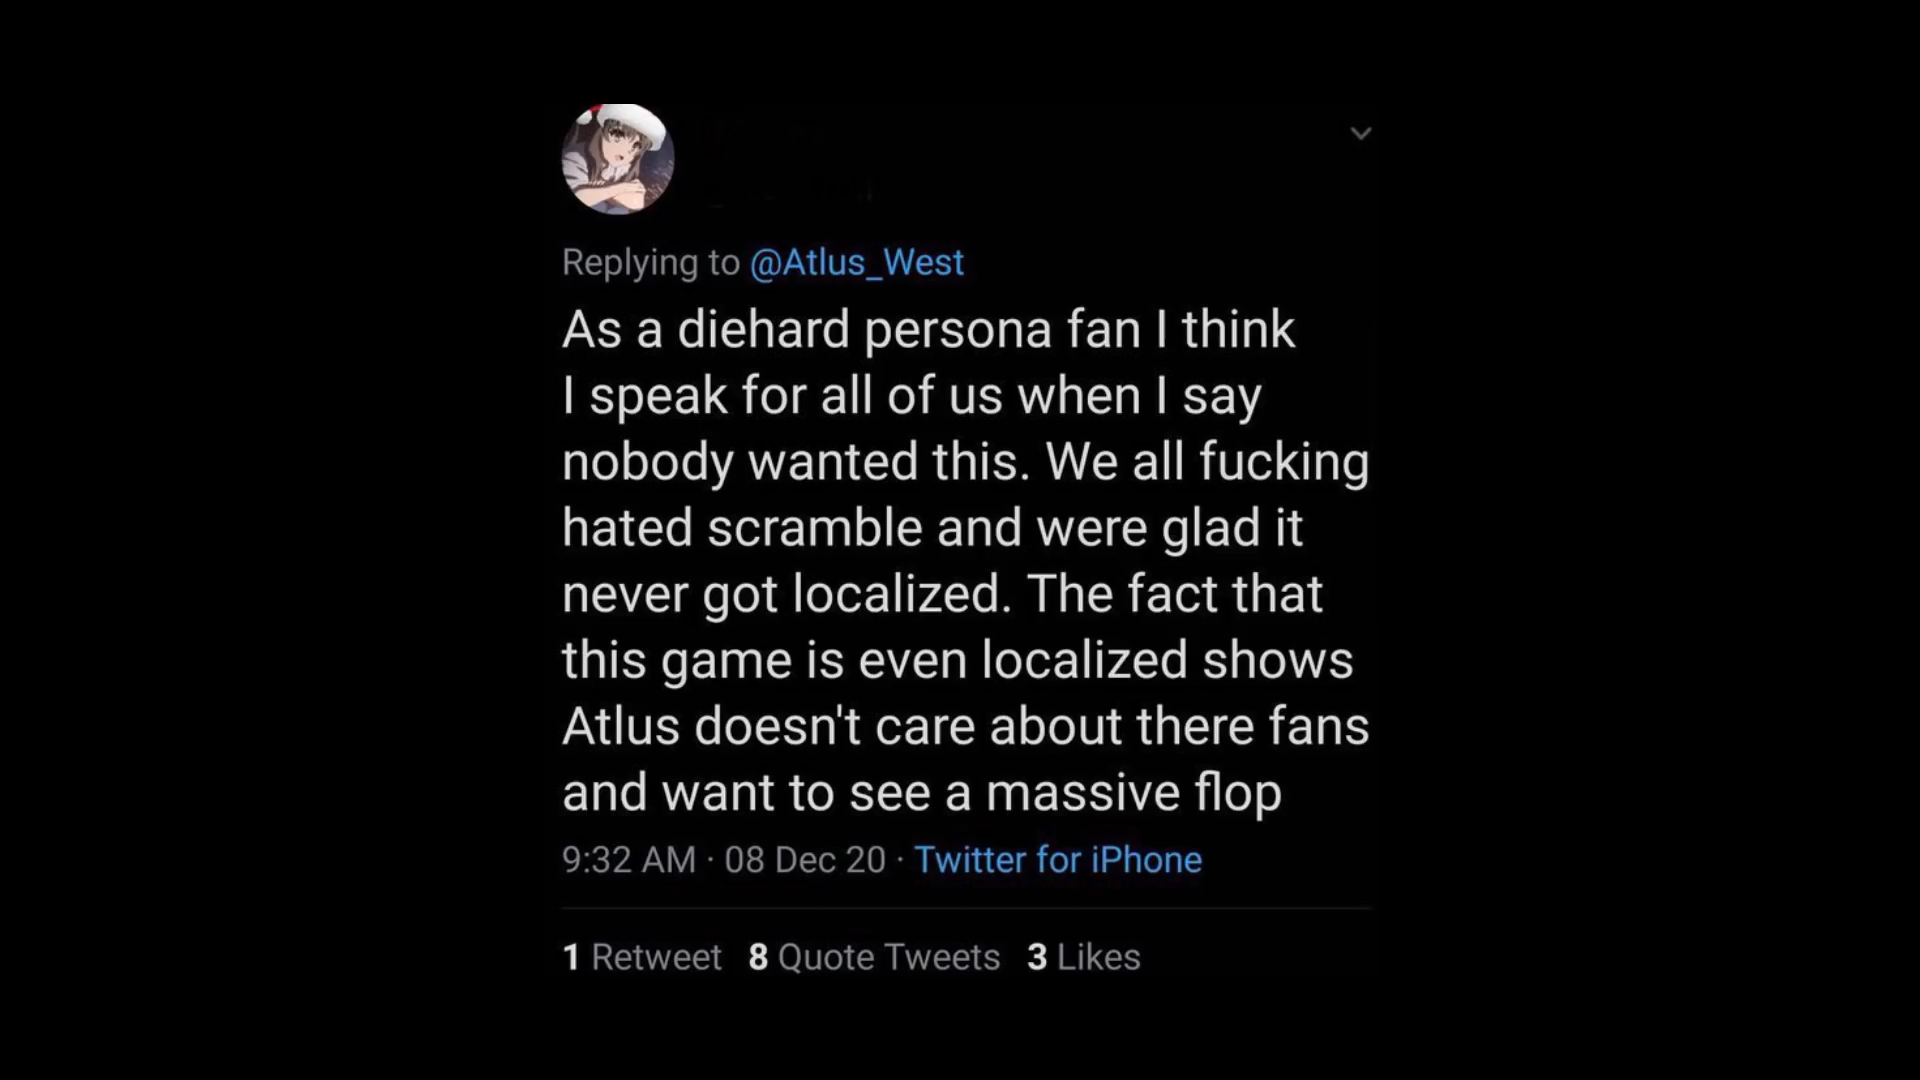 Replying to @Atlus_West
As a diehard persona fan I think
I speak for all of us when I say
nobody wanted this. We all fucking
hated scramble and were glad it
never got localized. The fact that
this game is even localized shows
Atlus doesn't care about there fans
and want to see a massive flop
9:32 AM · 08 Dec 20 · Twitter for iPhone
1 Retweet 8 Quote Tweets 3 Likes